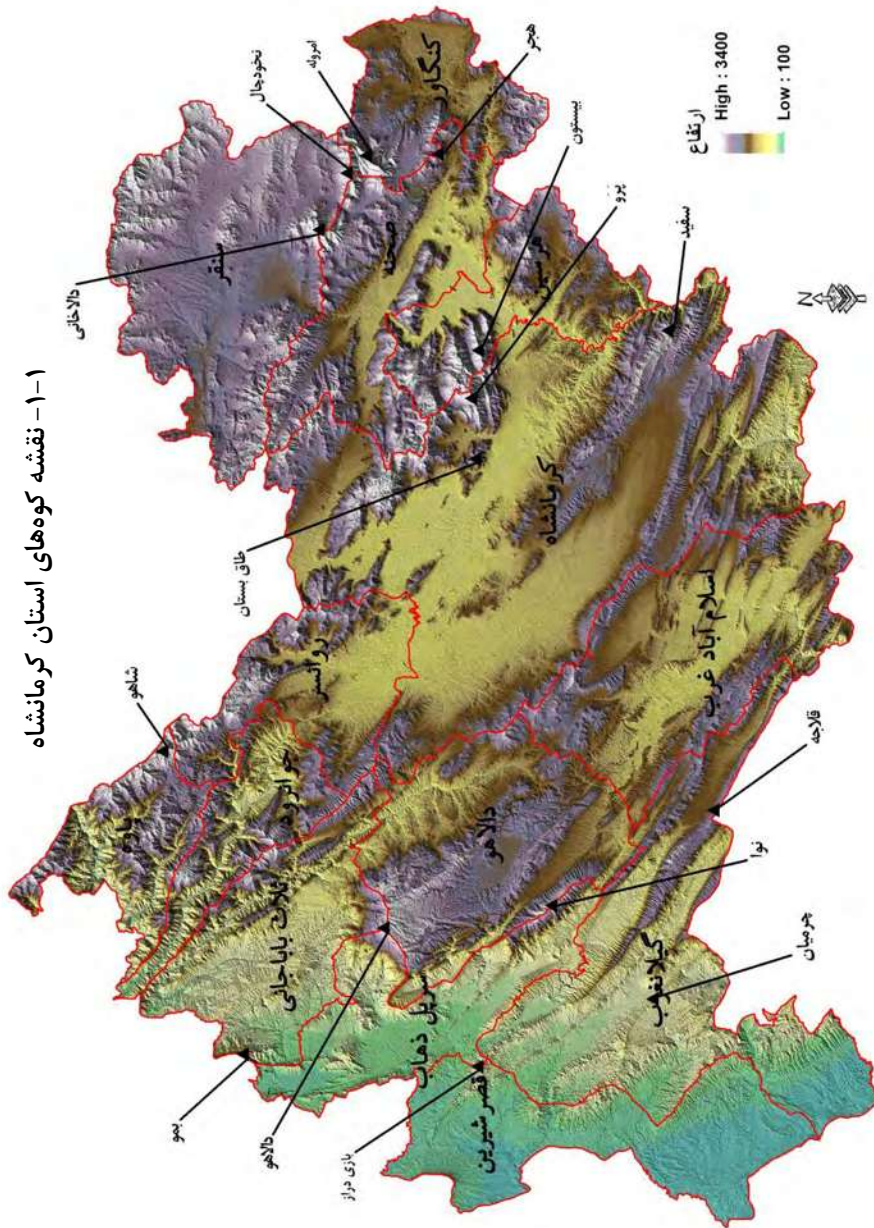 ۱-۱- نقشه کوه‌های استان کرمانشاه
شاهو
پاوه
جوانرود
روانسر
ثلاث باباجانی
بمو
دالاهو
دالاهو
سرپل ذهاب
قصر شیرین
بازی دراز
گیلانغرب
چرمیان
نوا
قلاجه
اسلام آباد غرب
کرمانشاه
طاق بستان
دالاخانی
سنقر
نخودچال
امروله
کنگاور
هجر
صحنه
بیستون
پرو
هرسین
سفید
N
ارتفاع
High : 3400
Low : 100